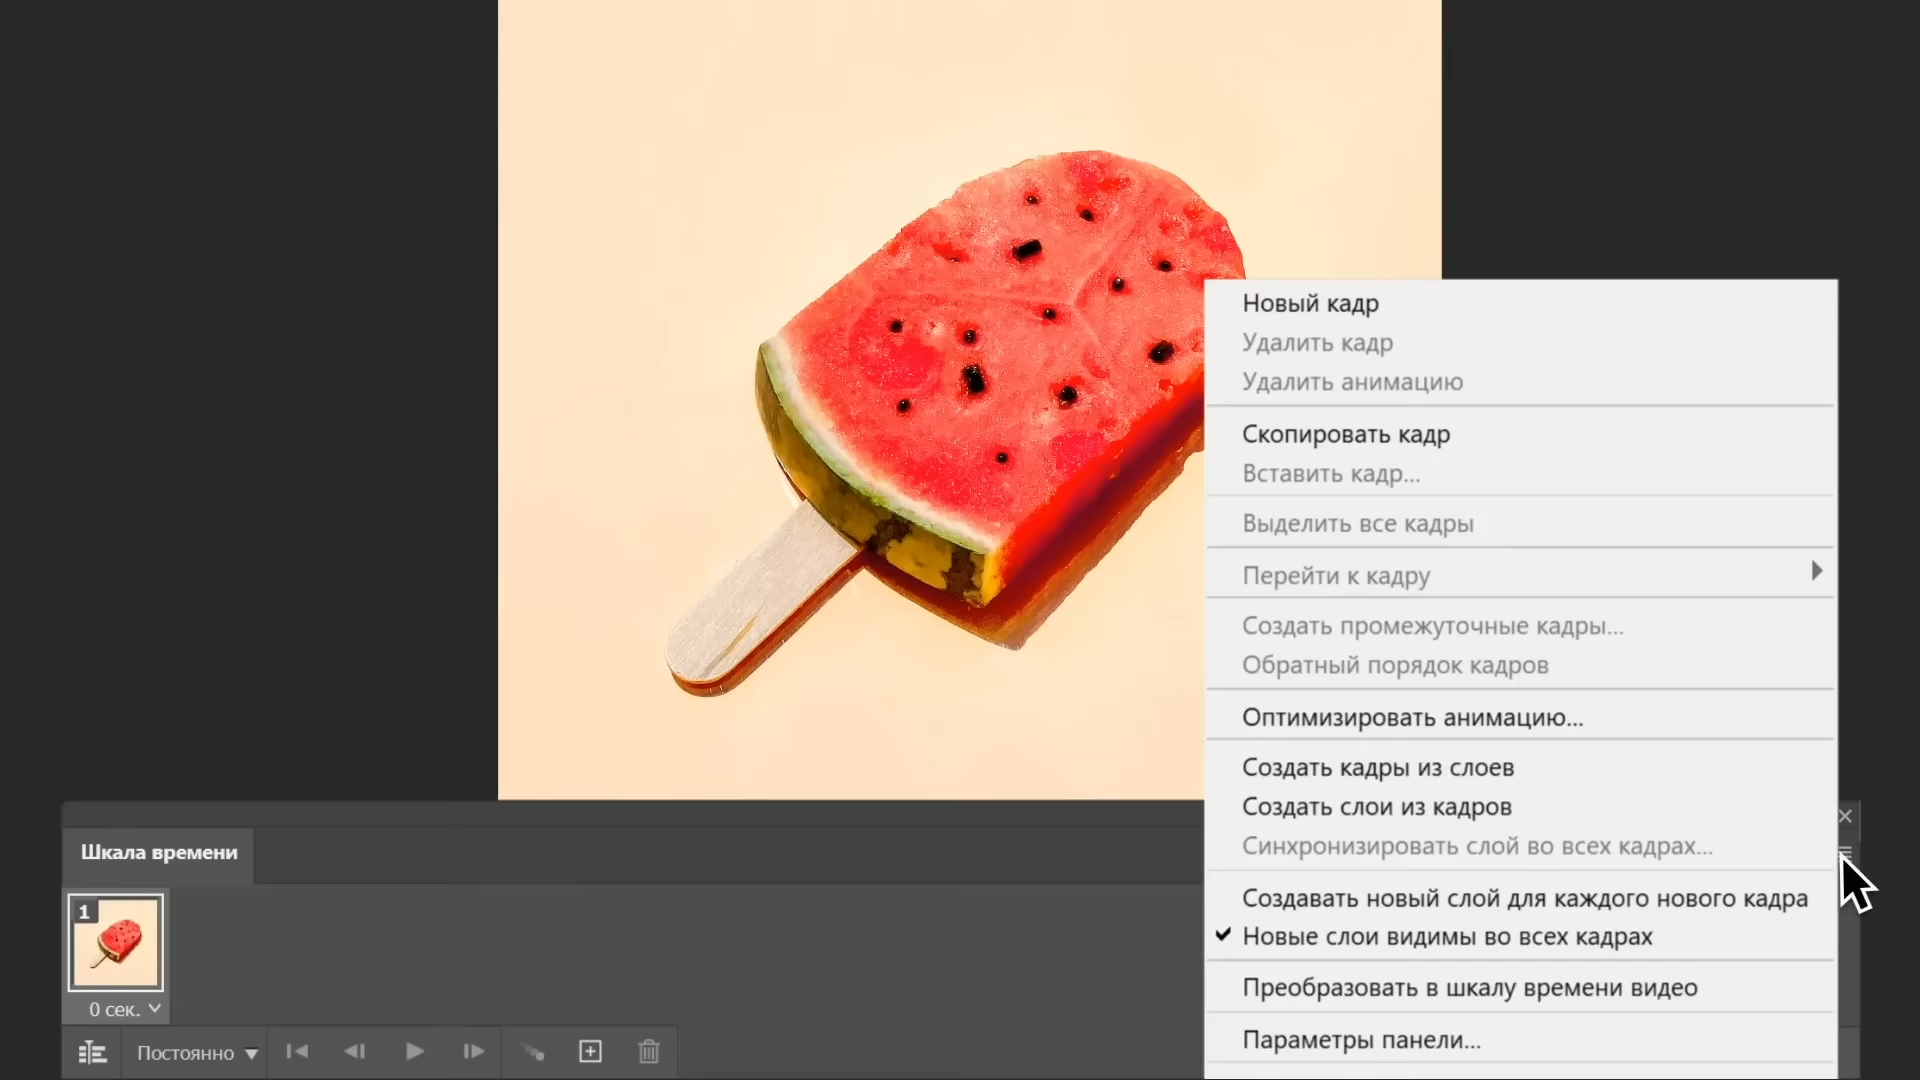 Новый кадр
Удалить кадр
Удалить анимацию
Скопировать кадр
Вставить кадр...
Выделить все кадры
Перейти к кадру
Создать промежуточные кадры...
Обратный порядок кадров
Оптимизировать анимацию...
Создать кадры из слоев
Создать слои из кадров
Синхронизировать слой во всех кадрах...
Создавать новый слой для каждого нового кадра
Новые слои видимы во всех кадрах
Преобразовать в шкалу времени видео
Параметры панели...
Шкала времени
1
0 сек.
Постоянно